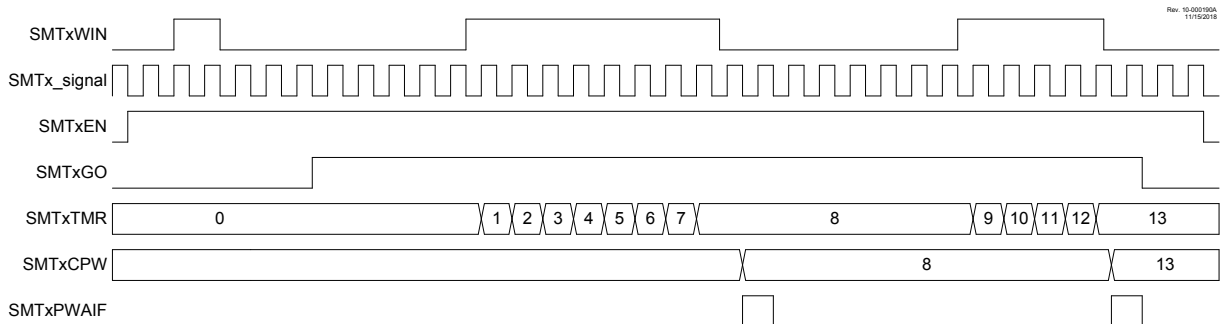 Rev. 10-000190A
11/15/2018
SMTxWIN
SMTx_signal
SMTxEN
SMTxGO
SMTxTMR 0 1 2 3 4 5 6 7 8 9 10 11 12 13
SMTxCPW 8 13
SMTxPWAIF